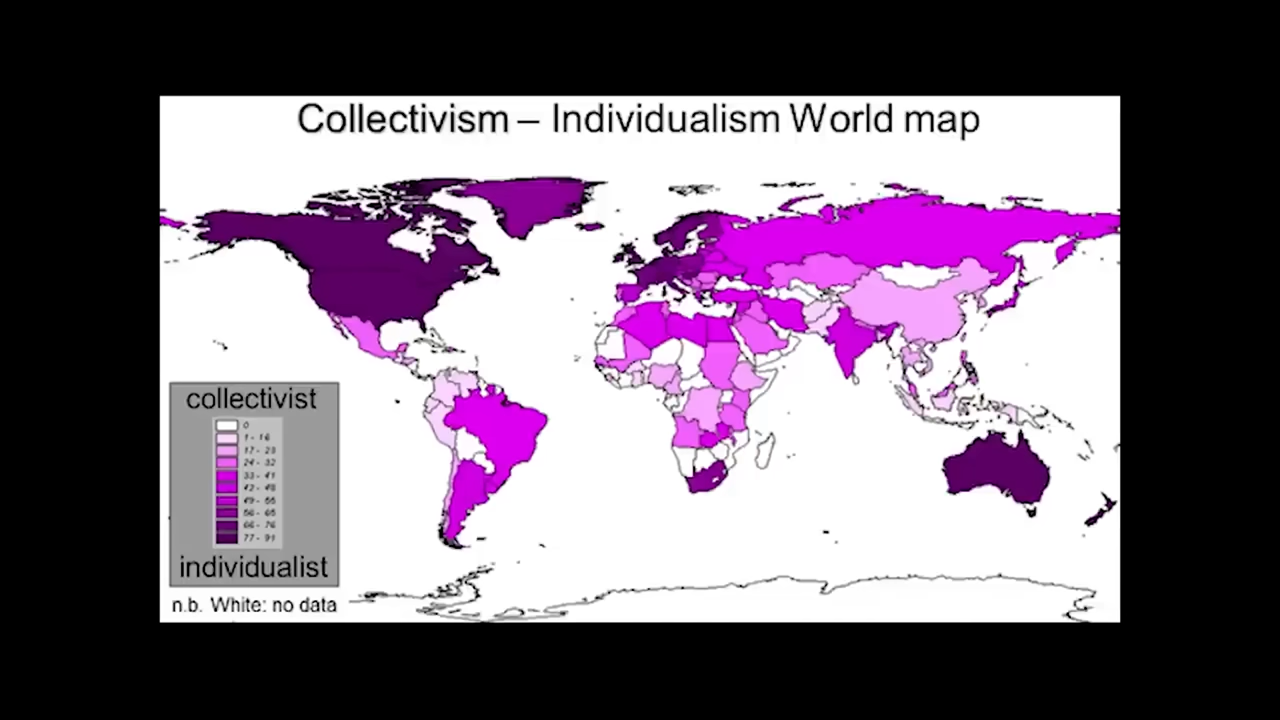 Collectivism – Individualism World map
collectivist
0
1 - 16
17 - 23
24 - 32
33 - 41
42 - 48
49 - 55
56 - 65
66 - 76
77 - 91
individualist
n.b. White: no data